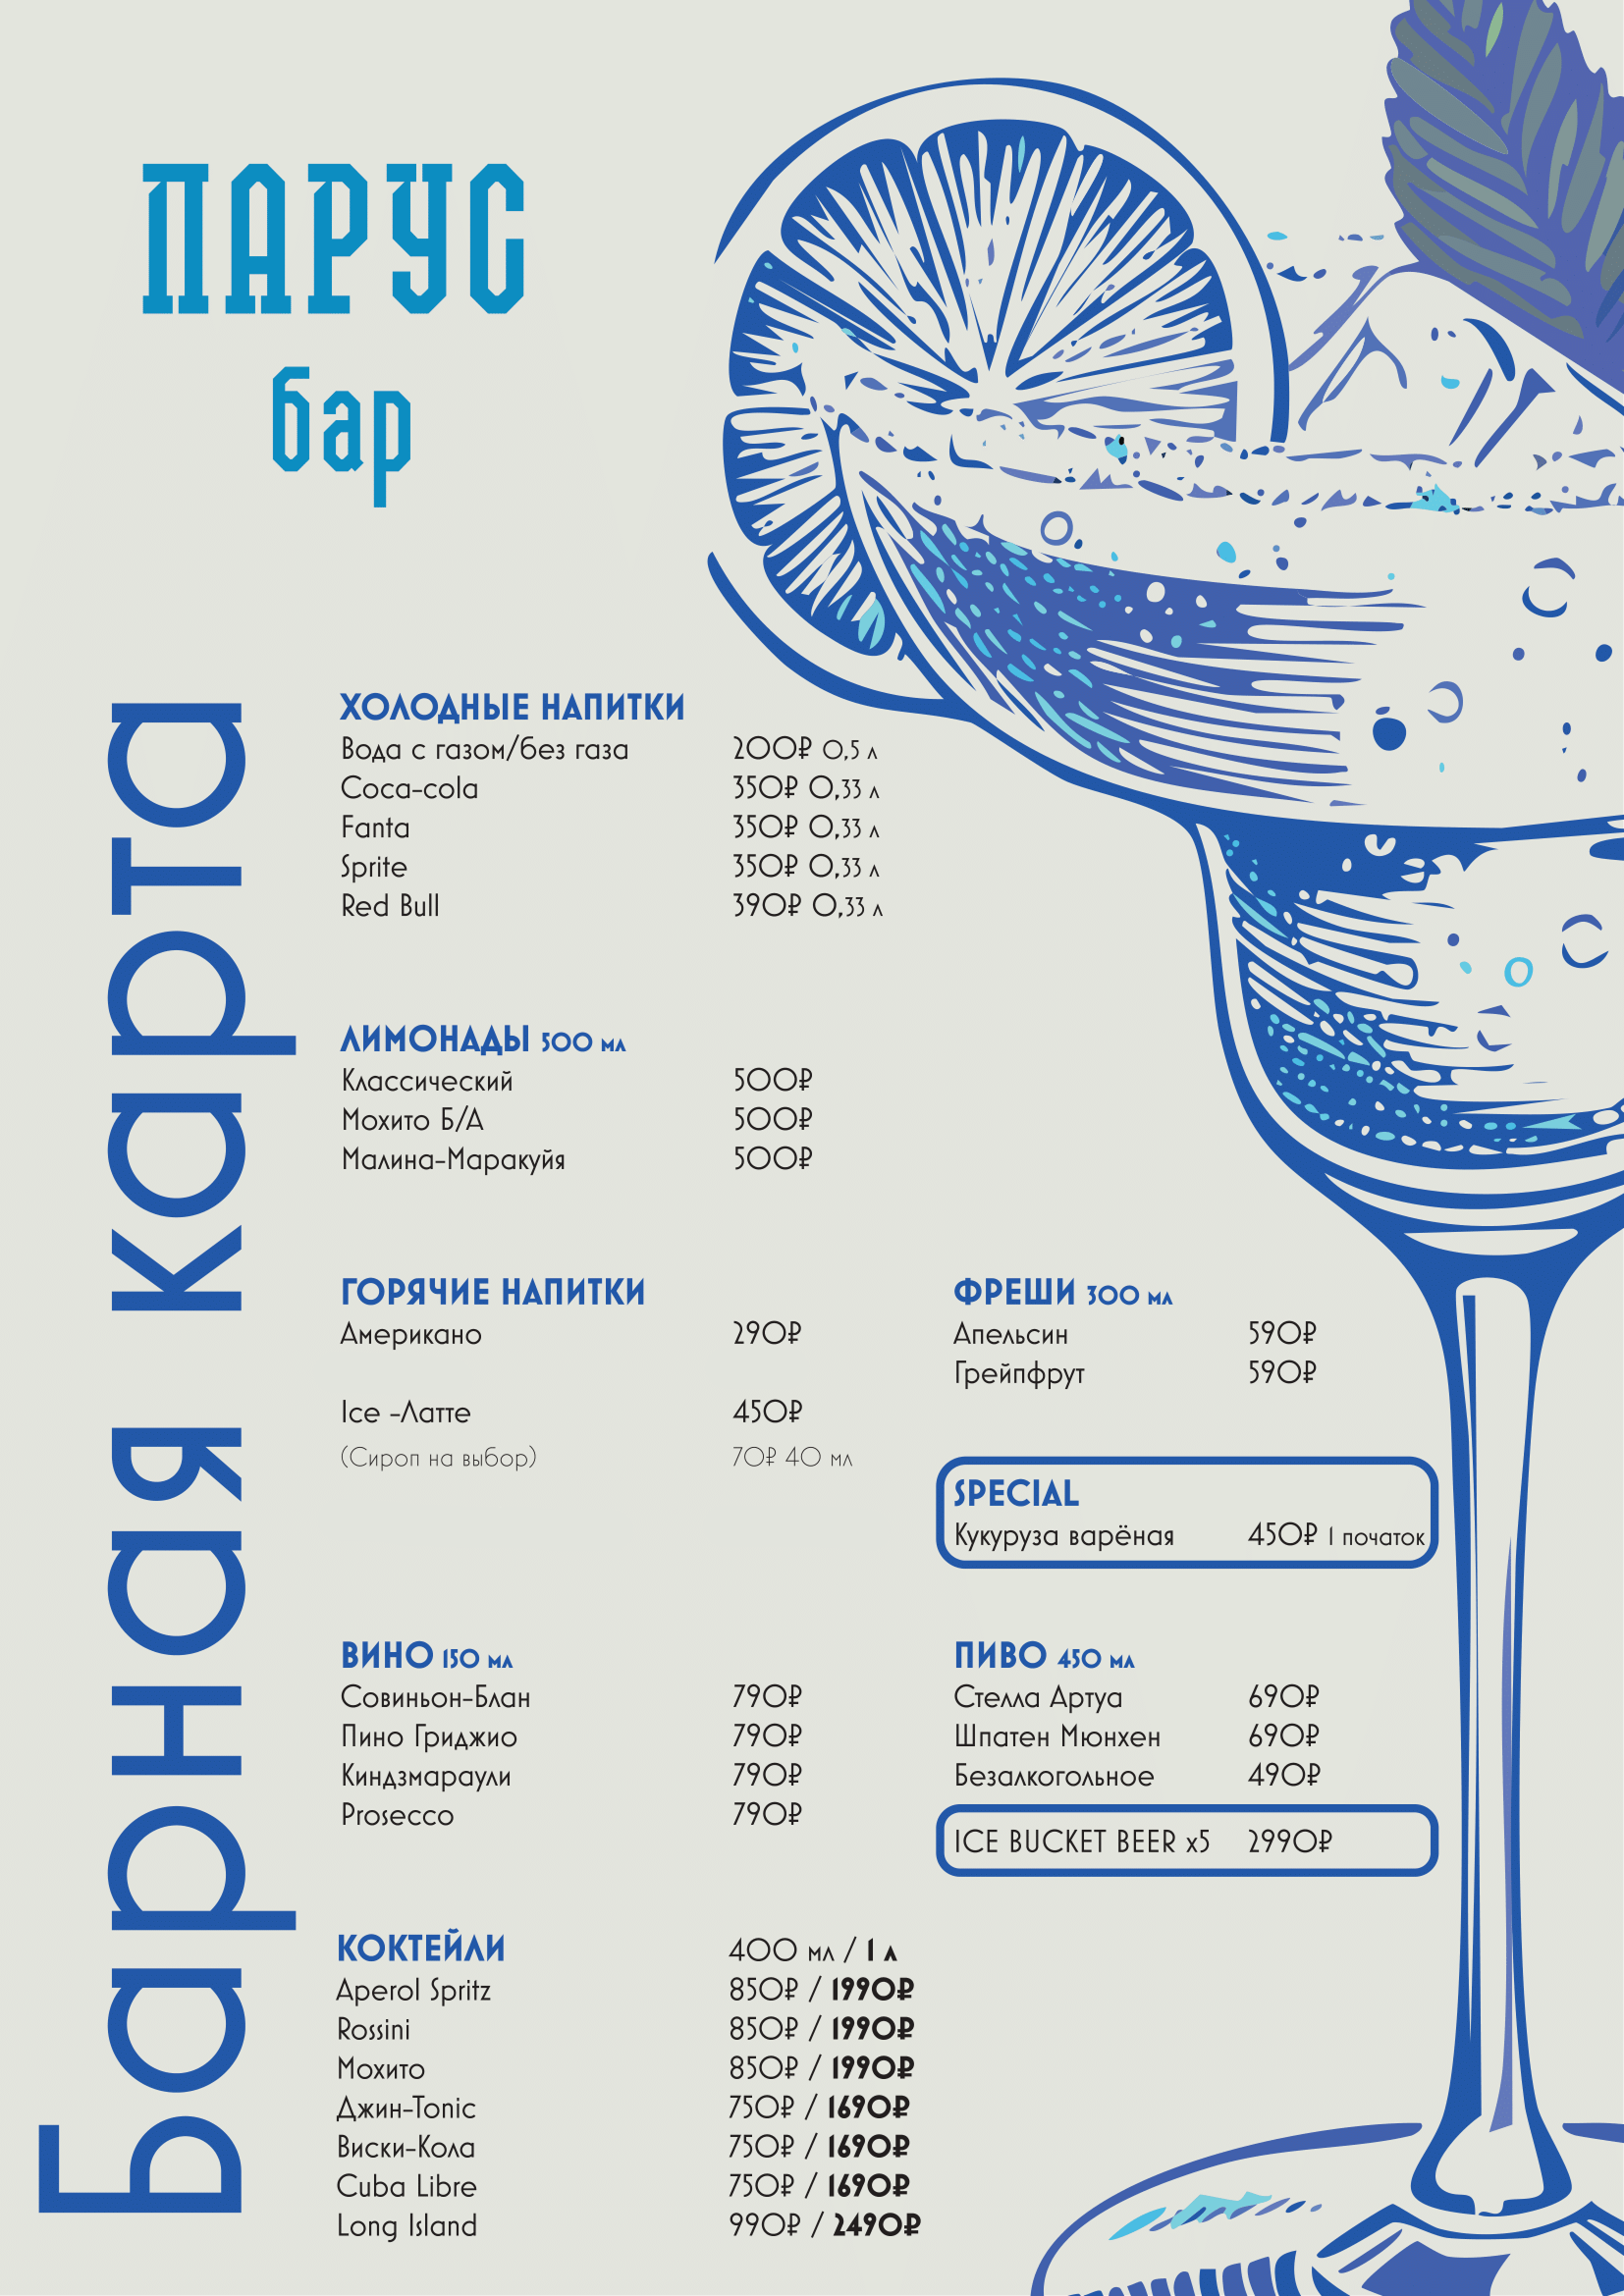 ПАРУС
бар
Барная карта
ХОЛОДНЫЕ НАПИТКИ
Вода с газом/без газа 200₽ 0,5 л
Coca-cola 350₽ 0,33 л
Fanta 350₽ 0,33 л
Sprite 350₽ 0,33 л
Red Bull 390₽ 0,33 л
ЛИМОНАДЫ 500 мл
Классический 500₽
Мохито Б/А 500₽
Малина-Маракуйя 500₽
ГОРЯЧИЕ НАПИТКИ
Американо 290₽
Ice -Латте 450₽
(Сироп на выбор) 70₽ 40 мл
ФРЕШИ 300 мл
Апельсин 590₽
Грейпфрут 590₽
SPECIAL
Кукуруза варёная 450₽ 1 початок
ВИНО 150 мл
Совиньон-Блан 790₽
Пино Гриджио 790₽
Киндзмараули 790₽
Prosecco 790₽
ПИВО 450 мл
Стелла Артуа 690₽
Шпатен Мюнхен 690₽
Безалкогольное 490₽
ICE BUCKET BEER x5 2990₽
КОКТЕЙЛИ 400 мл / 1 л
Aperol Spritz 850₽ / 1990₽
Rossini 850₽ / 1990₽
Мохито 850₽ / 1990₽
Джин-Tonic 750₽ / 1690₽
Виски-Кола 750₽ / 1690₽
Cuba Libre 750₽ / 1690₽
Long Island 990₽ / 2490₽